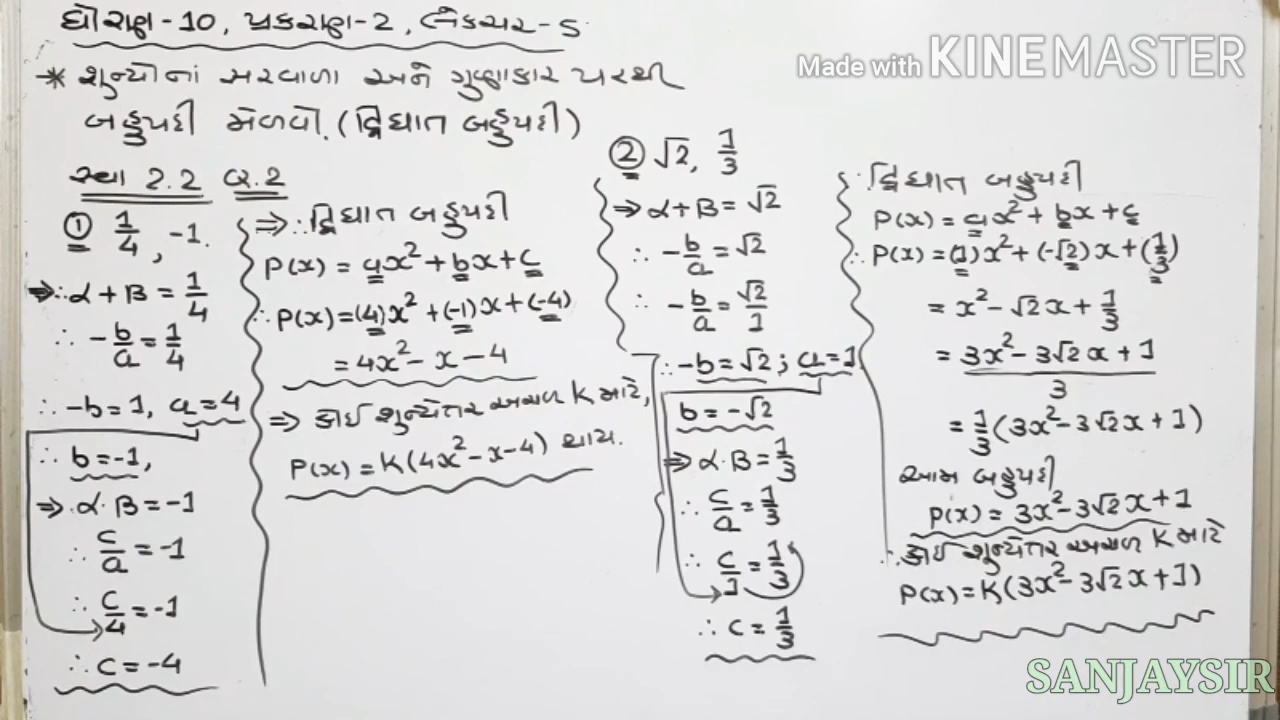 ધોરણ-10, પ્રકરણ-2, લેકચર-5
Made with KINEMASTER
* શુન્યોનાં સરવાળા અને ગુણાકાર પરથી
બહુપદી મેળવો. (દ્વિઘાત બહુપદી)
સ્વા 2.2 પ્ર.2
① 1/4, -1.
⇒∴ α+β = 1/4
∴ -b/a = 1/4
∴ -b=1, a=4
∴ b=-1,
⇒ ∴ α·β = -1
∴ c/a = -1
∴ c/4 = -1
∴ c = -4
⇒ ∴ દ્વિઘાત બહુપદી
P(x) = ax² + bx + c
∴ P(x) = (4)x² + (-1)x + (-4)
= 4x² - x - 4
⇒ કોઈ શુન્યેતર અચળ K માટે,
P(x) = K(4x² - x - 4) થાય.
② √2, 1/3
⇒ α+β = √2
∴ -b/a = √2
∴ -b/a = √2/1
∴ -b = √2 ; a = 1
b = -√2
⇒ α·β = 1/3
∴ c/a = 1/3
∴ c/1 = 1/3
∴ c = 1/3
∴ દ્વિઘાત બહુપદી
P(x) = ax² + bx + c
∴ P(x) = (1)x² + (-√2)x + (1/3)
= x² - √2x + 1/3
= 3x² - 3√2x + 1 / 3
= 1/3 (3x² - 3√2x + 1)
આમ બહુપદી
P(x) = 3x² - 3√2x + 1
∴ કોઈ શુન્યેતર અચળ K માટે
P(x) = K(3x² - 3√2x + 1)
SANJAYSIR